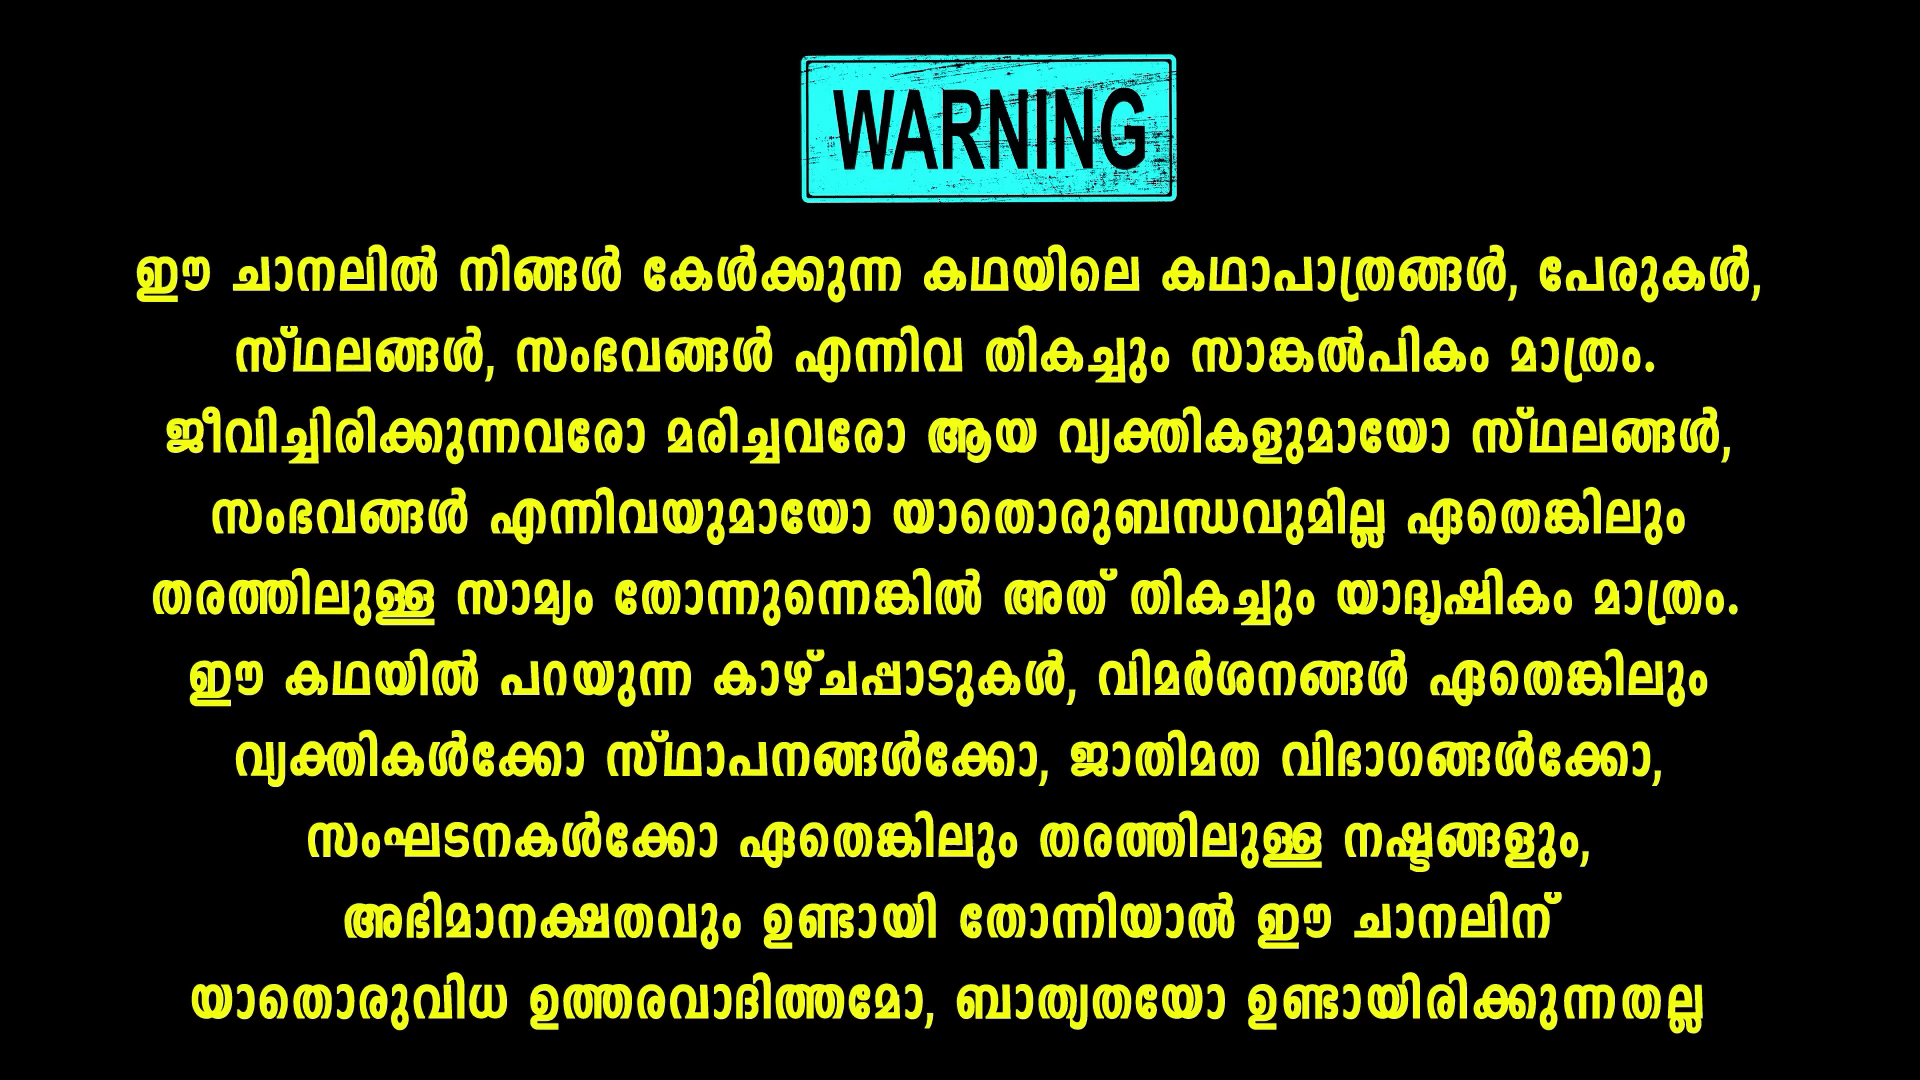 WARNING
ഈ ചാനലിൽ നിങ്ങൾ കേൾക്കുന്ന കഥയിലെ കഥാപാത്രങ്ങൾ, പേരുകൾ,
സ്ഥലങ്ങൾ, സംഭവങ്ങൾ എന്നിവ തികച്ചും സാങ്കൽപികം മാത്രം.
ജീവിച്ചിരിക്കുന്നവരോ മരിച്ചവരോ ആയ വ്യക്തികളുമായോ സ്ഥലങ്ങൾ,
സംഭവങ്ങൾ എന്നിവയുമായോ യാതൊരുബന്ധവുമില്ല ഏതെങ്കിലും
തരത്തിലുള്ള സാമ്യം തോന്നുന്നെങ്കിൽ അത് തികച്ചും യാദൃഷികം മാത്രം.
ഈ കഥയിൽ പറയുന്ന കാഴ്ചപ്പാടുകൾ, വിമർശനങ്ങൾ ഏതെങ്കിലും
വ്യക്തികൾക്കോ സ്ഥാപനങ്ങൾക്കോ, ജാതിമത വിഭാഗങ്ങൾക്കോ,
സംഘടനകൾക്കോ ഏതെങ്കിലും തരത്തിലുള്ള നഷ്ടങ്ങളും,
അഭിമാനക്ഷതവും ഉണ്ടായി തോന്നിയാൽ ഈ ചാനലിന്
യാതൊരുവിധ ഉത്തരവാദിത്തമോ, ബാത്യതയോ ഉണ്ടായിരിക്കുന്നതല്ല